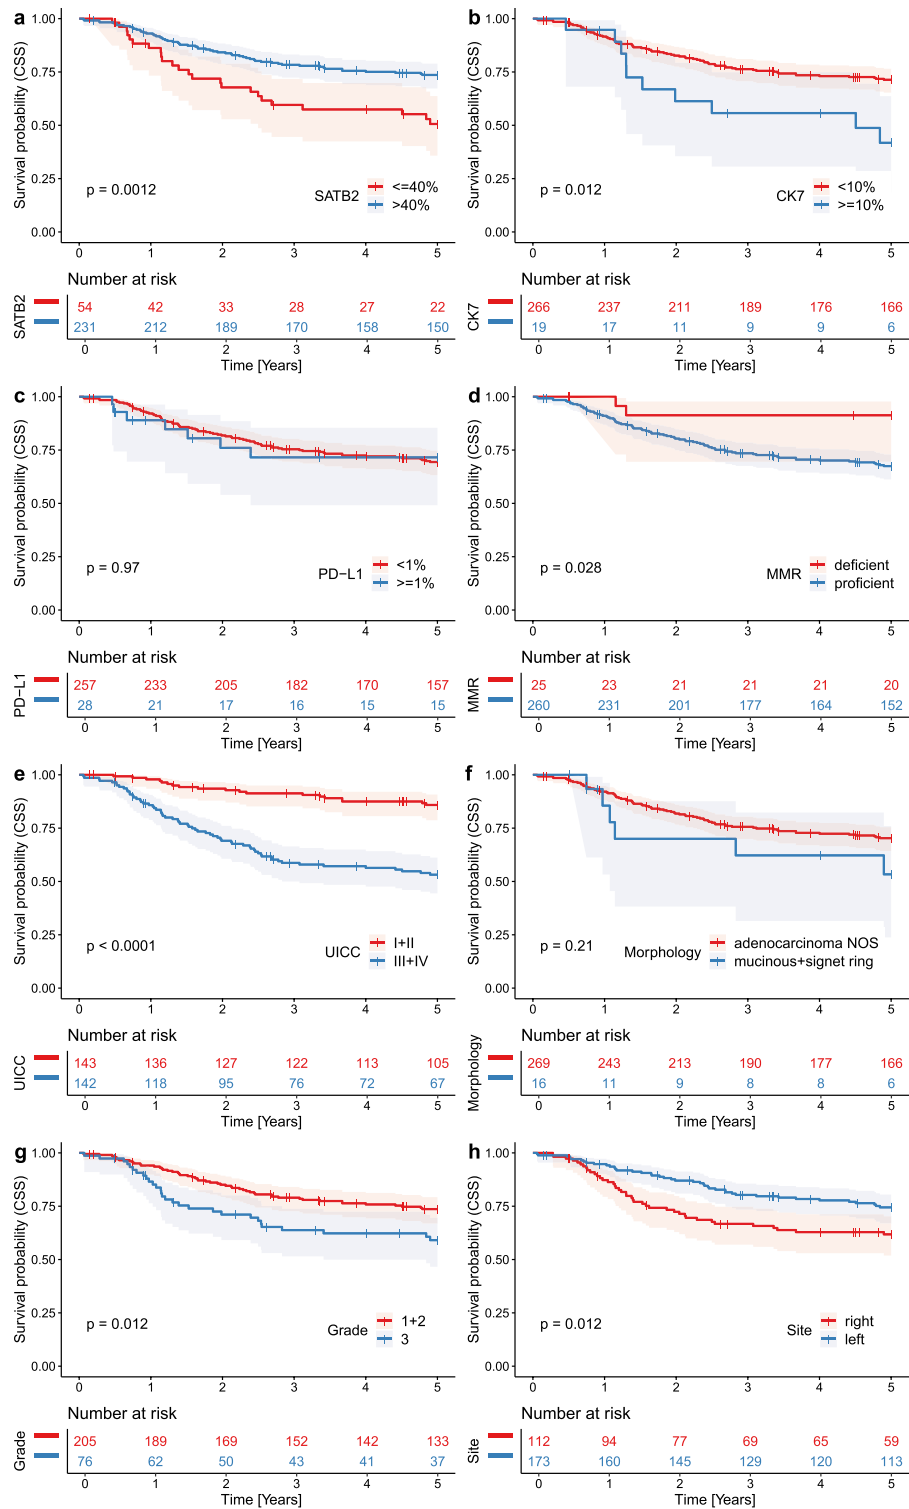 a
Survival probability (CSS)
1.00
0.75
0.50
0.25
0.00
p = 0.0012
SATB2
<=40%
>40%
0 1 2 3 4 5
Number at risk
SATB2
54 42 33 28 27 22
231 212 189 170 158 150
0 1 2 3 4 5
Time [Years]
b
Survival probability (CSS)
1.00
0.75
0.50
0.25
0.00
p = 0.012
CK7
<10%
>=10%
0 1 2 3 4 5
Number at risk
CK7
266 237 211 189 176 166
19 17 11 9 9 6
0 1 2 3 4 5
Time [Years]
c
Survival probability (CSS)
1.00
0.75
0.50
0.25
0.00
p = 0.97
PD−L1
<1%
>=1%
0 1 2 3 4 5
Number at risk
PD−L1
257 233 205 182 170 157
28 21 17 16 15 15
0 1 2 3 4 5
Time [Years]
d
Survival probability (CSS)
1.00
0.75
0.50
0.25
0.00
p = 0.028
MMR
deficient
proficient
0 1 2 3 4 5
Number at risk
MMR
25 23 21 21 21 20
260 231 201 177 164 152
0 1 2 3 4 5
Time [Years]
e
Survival probability (CSS)
1.00
0.75
0.50
0.25
0.00
p < 0.0001
UICC
I+II
III+IV
0 1 2 3 4 5
Number at risk
UICC
143 136 127 122 113 105
142 118 95 76 72 67
0 1 2 3 4 5
Time [Years]
f
Survival probability (CSS)
1.00
0.75
0.50
0.25
0.00
p = 0.21
Morphology
adenocarcinoma NOS
mucinous+signet ring
0 1 2 3 4 5
Number at risk
Morphology
269 243 213 190 177 166
16 11 9 8 8 6
0 1 2 3 4 5
Time [Years]
g
Survival probability (CSS)
1.00
0.75
0.50
0.25
0.00
p = 0.012
Grade
1+2
3
0 1 2 3 4 5
Number at risk
Grade
205 189 169 152 142 133
76 62 50 43 41 37
0 1 2 3 4 5
Time [Years]
h
Survival probability (CSS)
1.00
0.75
0.50
0.25
0.00
p = 0.012
Site
right
left
0 1 2 3 4 5
Number at risk
Site
112 94 77 69 65 59
173 160 145 129 120 113
0 1 2 3 4 5
Time [Years]